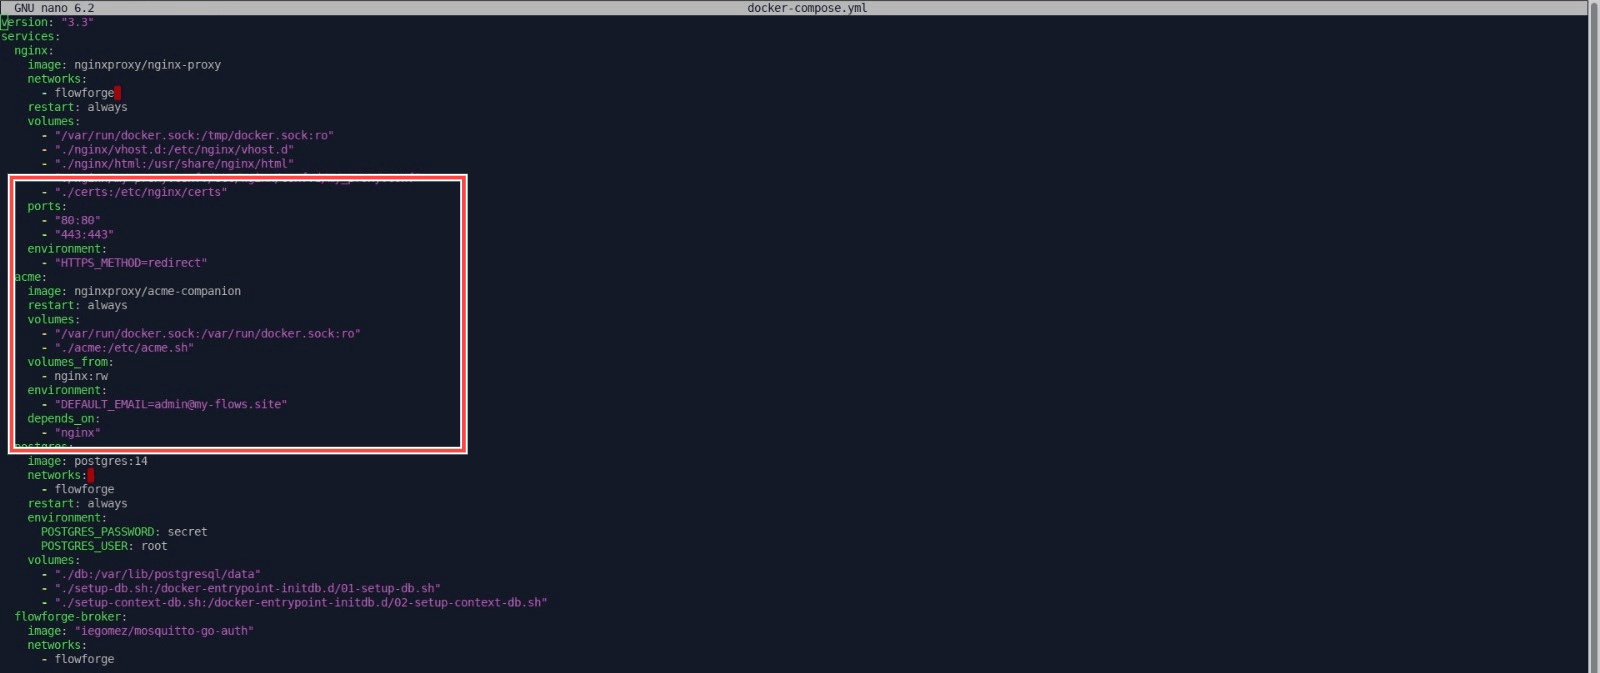 GNU nano 6.2 docker-compose.yml
version: "3.3"
services:
  nginx:
    image: nginxproxy/nginx-proxy
    networks:
      - flowforge
    restart: always
    volumes:
      - "/var/run/docker.sock:/tmp/docker.sock:ro"
      - "./nginx/vhost.d:/etc/nginx/vhost.d"
      - "./nginx/html:/usr/share/nginx/html"
      - "./certs:/etc/nginx/certs"
    ports:
      - "80:80"
      - "443:443"
    environment:
      - "HTTPS_METHOD=redirect"
  acme:
    image: nginxproxy/acme-companion
    restart: always
    volumes:
      - "/var/run/docker.sock:/var/run/docker.sock:ro"
      - "./acme:/etc/acme.sh"
    volumes_from:
      - nginx:rw
    environment:
      - "DEFAULT_EMAIL=admin@my-flows.site"
    depends_on:
      - "nginx"
  postgres:
    image: postgres:14
    networks:
      - flowforge
    restart: always
    environment:
      POSTGRES_PASSWORD: secret
      POSTGRES_USER: root
    volumes:
      - "./db:/var/lib/postgresql/data"
      - "./setup-db.sh:/docker-entrypoint-initdb.d/01-setup-db.sh"
      - "./setup-context-db.sh:/docker-entrypoint-initdb.d/02-setup-context-db.sh"
  flowforge-broker:
    image: "iegomez/mosquitto-go-auth"
    networks:
      - flowforge